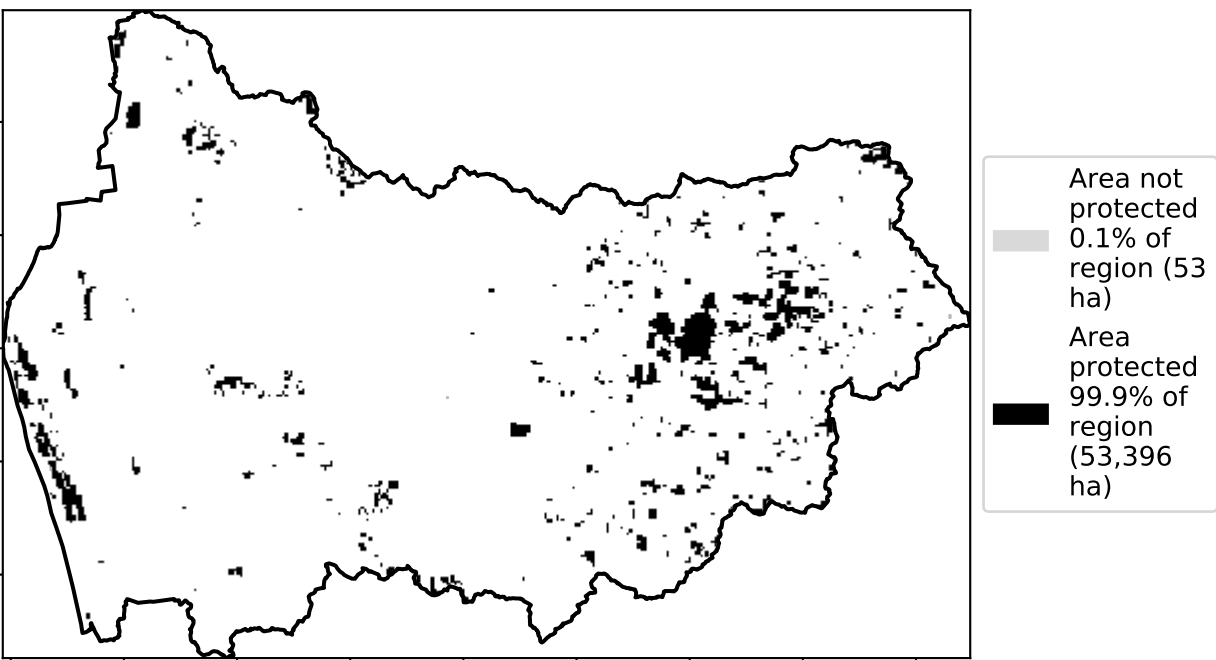 Area not
protected
0.1% of
region (53
ha)
Area
protected
99.9% of
region
(53,396
ha)